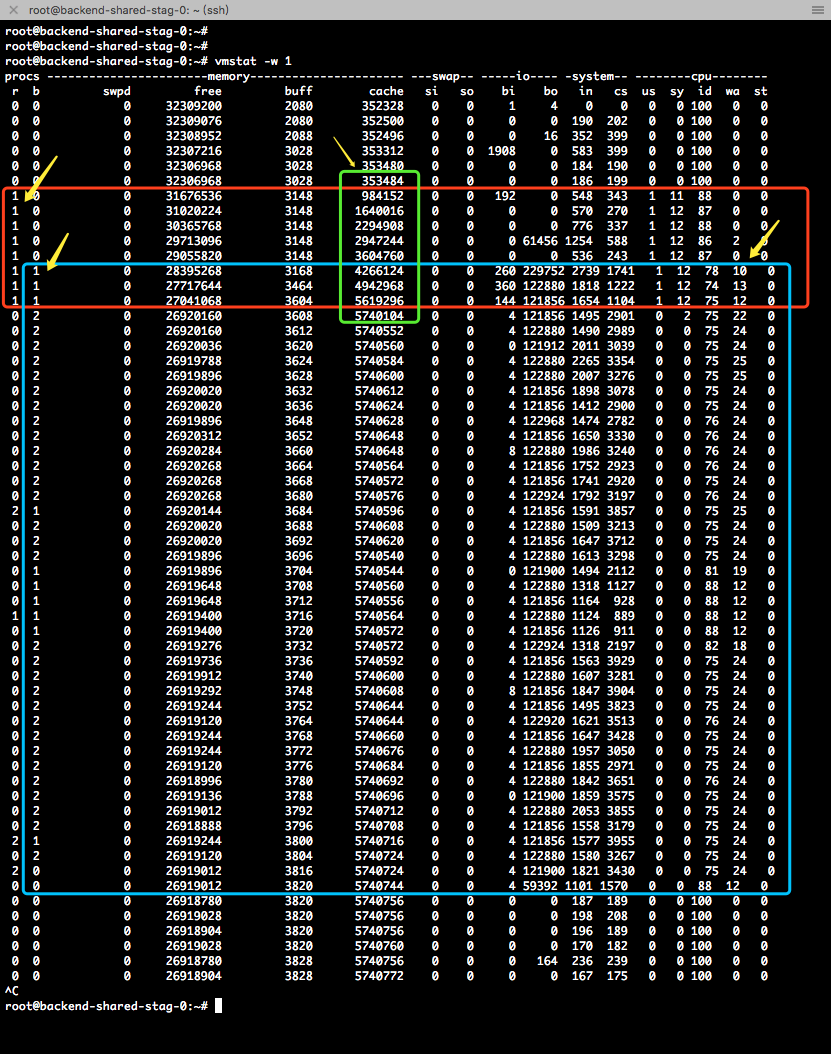 root@backend-shared-stag-0: ~ (ssh)
root@backend-shared-stag-0:~#
root@backend-shared-stag-0:~#
root@backend-shared-stag-0:~# vmstat -w 1
procs -----------------------memory---------------------- ---swap-- -----io---- -system-- --------cpu--------
r b swpd free buff cache si so bi bo in cs us sy id wa st
0 0 0 32309200 2080 352328 0 0 1 4 0 0 0 0 100 0 0
0 0 0 32309076 2080 352500 0 0 0 0 190 202 0 0 100 0 0
0 0 0 32308952 2088 352496 0 0 0 16 352 399 0 0 100 0 0
0 0 0 32307216 3028 353312 0 0 1908 0 583 399 0 0 100 0 0
0 0 0 32306968 3028 353480 0 0 0 0 184 190 0 0 100 0 0
0 0 0 32306968 3028 353484 0 0 0 0 186 199 0 0 100 0 0
1 0 0 31676536 3148 984152 0 0 192 0 548 343 1 11 88 0 0
1 0 0 31020224 3148 1640016 0 0 0 0 570 270 1 12 87 0 0
1 0 0 30365768 3148 2294908 0 0 0 0 776 337 1 12 88 0 0
1 0 0 29713096 3148 2947244 0 0 0 61456 1254 588 1 12 86 2 0
1 0 0 29055820 3148 3604760 0 0 0 0 536 243 1 12 87 0 0
1 1 0 28395268 3168 4266124 0 0 260 229752 2739 1741 1 12 78 10 0
1 1 0 27717644 3464 4942968 0 0 360 122880 1818 1222 1 12 74 13 0
1 1 0 27041068 3604 5619296 0 0 144 121856 1654 1104 1 12 75 12 0
0 2 0 26920160 3608 5740104 0 0 4 121856 1495 2901 0 2 75 22 0
0 2 0 26920160 3612 5740552 0 0 4 122880 1490 2989 0 0 75 24 0
0 2 0 26920036 3620 5740560 0 0 0 121912 2011 3039 0 0 75 24 0
0 2 0 26919788 3624 5740584 0 0 4 122880 2265 3354 0 0 75 25 0
0 2 0 26919896 3628 5740600 0 0 4 122880 2007 3276 0 0 75 25 0
0 2 0 26920020 3632 5740612 0 0 4 121856 1898 3078 0 0 75 24 0
0 2 0 26920020 3636 5740624 0 0 4 121856 1412 2900 0 0 75 24 0
0 2 0 26919896 3648 5740628 0 0 4 122968 1474 2782 0 0 76 24 0
0 2 0 26920312 3652 5740648 0 0 4 121856 1650 3330 0 0 76 24 0
0 2 0 26920284 3660 5740648 0 0 8 122880 1986 3240 0 0 76 24 0
0 2 0 26920268 3664 5740564 0 0 4 121856 1752 2923 0 0 76 24 0
0 2 0 26920268 3668 5740572 0 0 4 121856 1741 2920 0 0 75 24 0
0 2 0 26920268 3680 5740576 0 0 4 122924 1792 3197 0 0 76 24 0
2 1 0 26920144 3684 5740596 0 0 4 121856 1591 3857 0 0 75 25 0
0 2 0 26920020 3688 5740608 0 0 4 122880 1509 3213 0 0 75 24 0
0 2 0 26920020 3692 5740620 0 0 4 121856 1647 3712 0 0 75 24 0
0 2 0 26919896 3696 5740540 0 0 4 122880 1613 3298 0 0 75 24 0
0 1 0 26919896 3704 5740544 0 0 0 121900 1494 2112 0 0 81 19 0
0 1 0 26919648 3708 5740560 0 0 4 122880 1318 1127 0 0 88 12 0
0 1 0 26919648 3712 5740556 0 0 4 121856 1164 928 0 0 88 12 0
1 1 0 26919400 3716 5740564 0 0 4 122880 1124 889 0 0 88 12 0
0 1 0 26919400 3720 5740572 0 0 4 121856 1126 911 0 0 88 12 0
0 2 0 26919276 3732 5740572 0 0 4 122924 1318 2197 0 0 82 18 0
0 2 0 26919736 3736 5740592 0 0 4 121856 1563 3929 0 0 75 24 0
0 2 0 26919912 3740 5740600 0 0 4 122880 1607 3281 0 0 75 24 0
0 2 0 26919292 3748 5740608 0 0 8 121856 1847 3904 0 0 75 24 0
0 2 0 26919244 3752 5740644 0 0 4 121856 1495 3823 0 0 75 24 0
0 2 0 26919120 3764 5740644 0 0 4 122920 1621 3513 0 0 76 24 0
0 2 0 26919244 3768 5740660 0 0 4 121856 1647 3428 0 0 75 24 0
0 2 0 26919244 3772 5740676 0 0 4 122880 1957 3050 0 0 75 24 0
0 2 0 26919120 3776 5740684 0 0 4 121856 1855 2971 0 0 75 24 0
0 2 0 26918996 3780 5740692 0 0 4 122880 1842 3651 0 0 76 24 0
0 2 0 26919136 3788 5740696 0 0 0 121900 1859 3575 0 0 75 24 0
0 2 0 26919012 3792 5740712 0 0 4 122880 2053 3855 0 0 75 24 0
0 2 0 26918888 3796 5740708 0 0 4 121856 1558 3179 0 0 75 24 0
2 1 0 26919244 3800 5740716 0 0 4 121856 1577 3955 0 0 75 24 0
0 2 0 26919120 3804 5740724 0 0 4 122880 1580 3267 0 0 75 24 0
2 0 0 26919012 3816 5740724 0 0 4 121900 1821 3430 0 0 75 24 0
0 0 0 26919012 3820 5740744 0 0 4 59392 1101 1570 0 0 88 12 0
0 0 0 26918780 3820 5740756 0 0 0 0 187 189 0 0 100 0 0
0 0 0 26919028 3820 5740756 0 0 0 0 198 208 0 0 100 0 0
0 0 0 26918904 3820 5740756 0 0 0 0 196 189 0 0 100 0 0
0 0 0 26919028 3820 5740760 0 0 0 0 170 182 0 0 100 0 0
0 0 0 26918780 3828 5740756 0 0 0 164 236 239 0 0 100 0 0
0 0 0 26918904 3828 5740772 0 0 0 0 167 175 0 0 100 0 0
^C
root@backend-shared-stag-0:~#